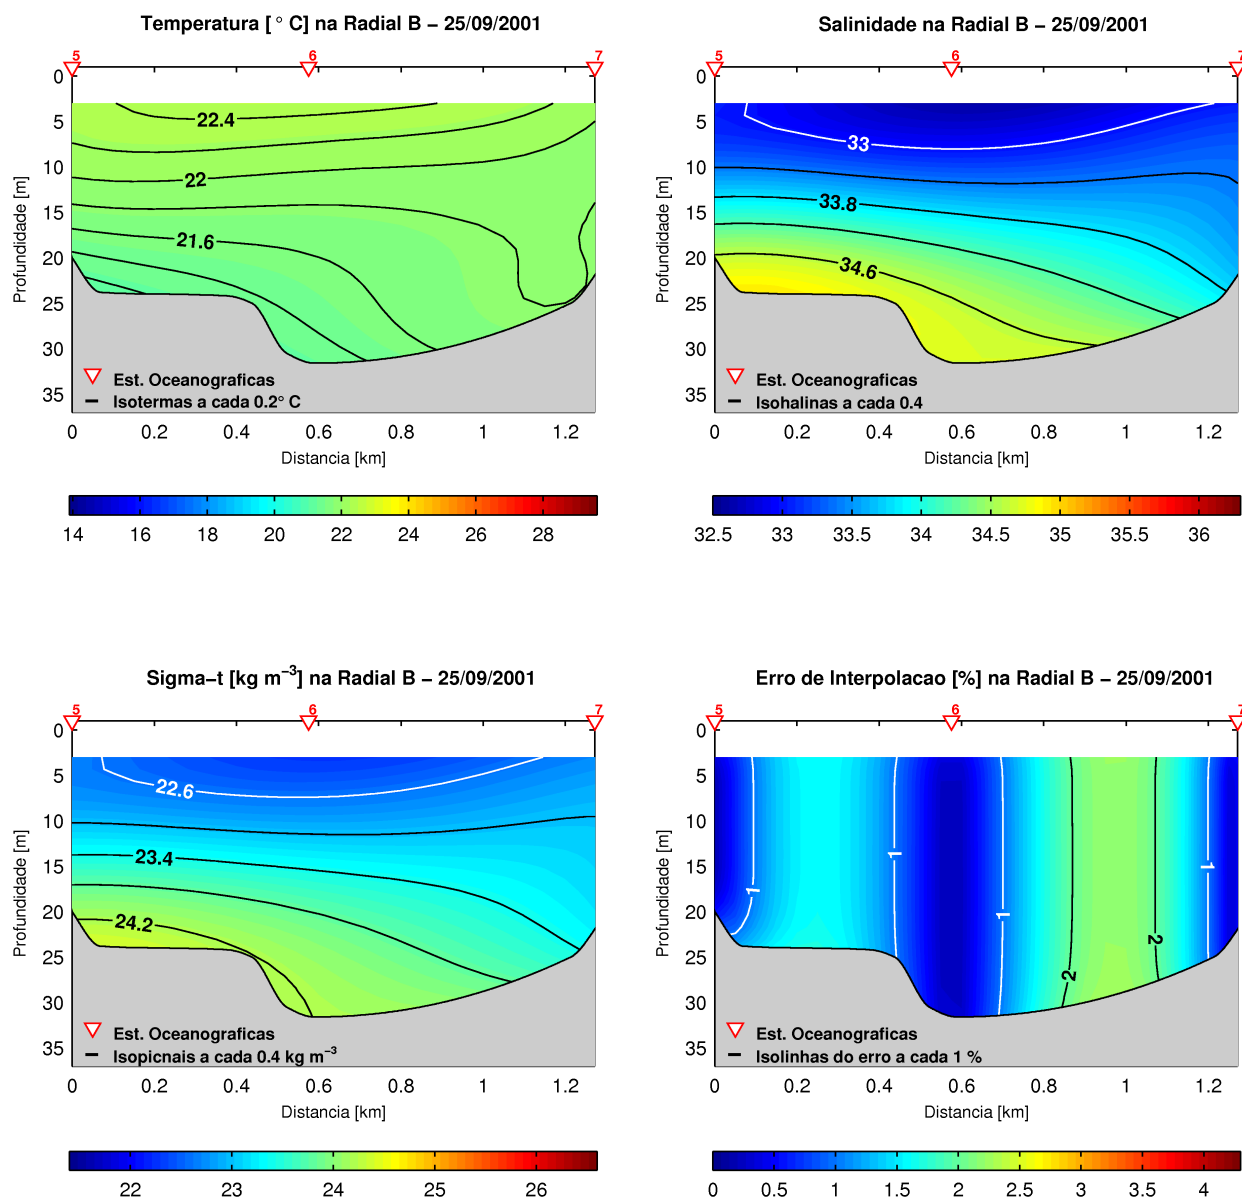 Temperatura [ ° C] na Radial B – 25/09/2001
5 6 7
0
5
10
15
20
25
30
35
Profundidade [m]
22.4
22
21.6
Est. Oceanograficas
Isotermas a cada 0.2° C
0 0.2 0.4 0.6 0.8 1 1.2
Distancia [km]
14 16 18 20 22 24 26 28
Salinidade na Radial B – 25/09/2001
5 6 7
0
5
10
15
20
25
30
35
Profundidade [m]
33
33.8
34.6
Est. Oceanograficas
Isohalinas a cada 0.4
0 0.2 0.4 0.6 0.8 1 1.2
Distancia [km]
32.5 33 33.5 34 34.5 35 35.5 36
Sigma–t [kg m⁻³] na Radial B – 25/09/2001
5 6 7
0
5
10
15
20
25
30
35
Profundidade [m]
22.6
23.4
24.2
Est. Oceanograficas
Isopicnais a cada 0.4 kg m⁻³
0 0.2 0.4 0.6 0.8 1 1.2
Distancia [km]
22 23 24 25 26
Erro de Interpolacao [%] na Radial B – 25/09/2001
5 6 7
0
5
10
15
20
25
30
35
Profundidade [m]
1 1 1 1 2 2
Est. Oceanograficas
Isolinhas do erro a cada 1 %
0 0.2 0.4 0.6 0.8 1 1.2
Distancia [km]
0 0.5 1 1.5 2 2.5 3 3.5 4